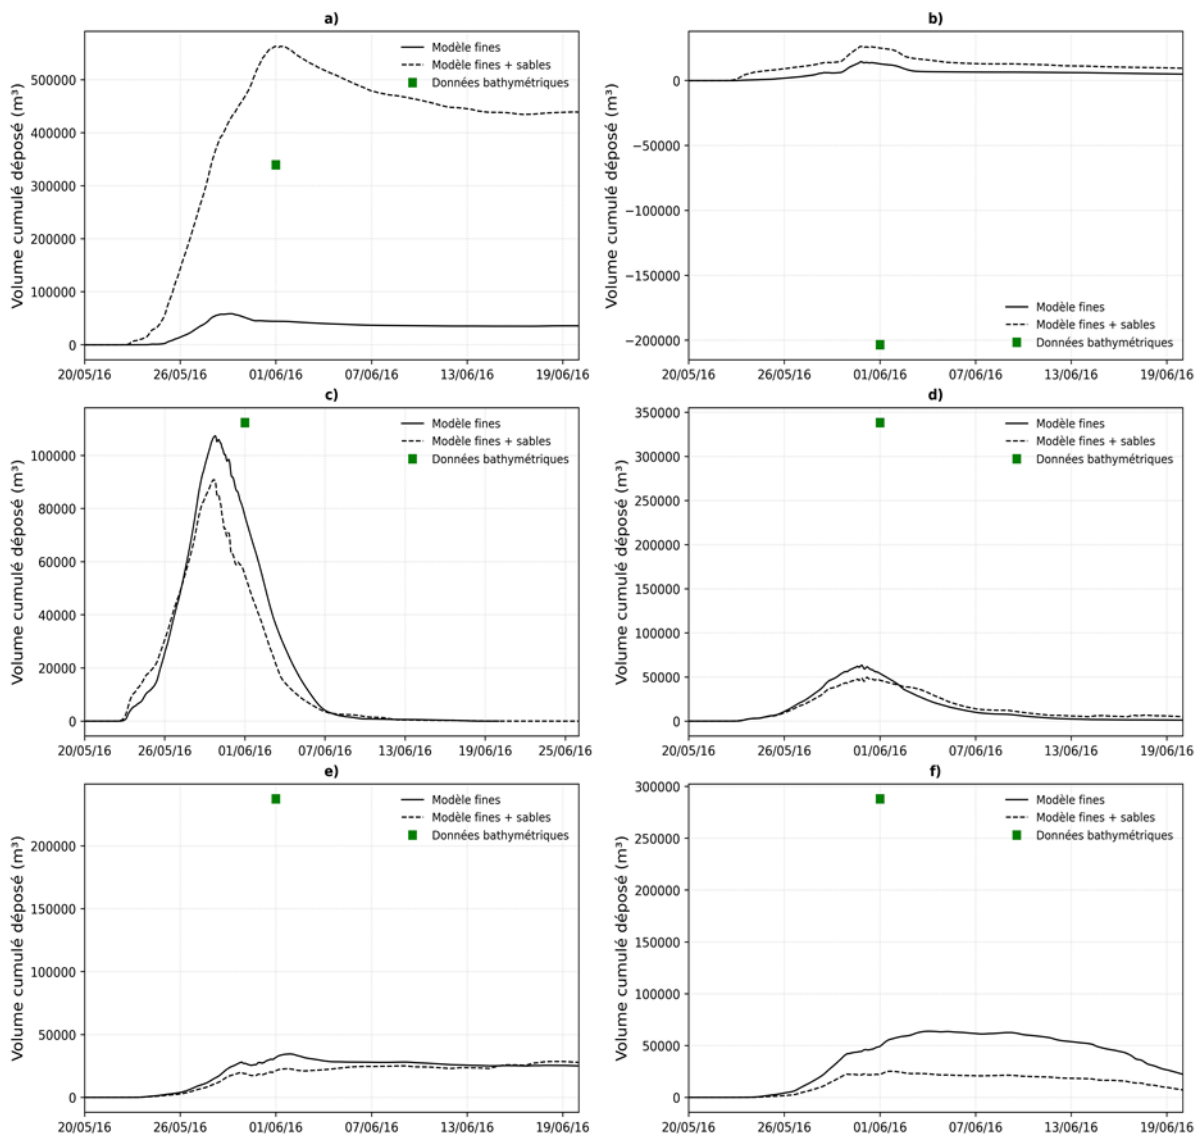 a)
Volume cumulé déposé (m³)
500000
400000
300000
200000
100000
0
Modèle fines
Modèle fines + sables
Données bathymétriques
20/05/16 26/05/16 01/06/16 07/06/16 13/06/16 19/06/16
b)
Volume cumulé déposé (m³)
0
−50000
−100000
−150000
−200000
Modèle fines
Modèle fines + sables
Données bathymétriques
20/05/16 26/05/16 01/06/16 07/06/16 13/06/16 19/06/16
c)
Volume cumulé déposé (m³)
100000
80000
60000
40000
20000
0
Modèle fines
Modèle fines + sables
Données bathymétriques
20/05/16 26/05/16 01/06/16 07/06/16 13/06/16 19/06/16 25/06/16
d)
Volume cumulé déposé (m³)
350000
300000
250000
200000
150000
100000
50000
0
Modèle fines
Modèle fines + sables
Données bathymétriques
20/05/16 26/05/16 01/06/16 07/06/16 13/06/16 19/06/16
e)
Volume cumulé déposé (m³)
200000
150000
100000
50000
0
Modèle fines
Modèle fines + sables
Données bathymétriques
20/05/16 26/05/16 01/06/16 07/06/16 13/06/16 19/06/16
f)
Volume cumulé déposé (m³)
300000
250000
200000
150000
100000
50000
0
Modèle fines
Modèle fines + sables
Données bathymétriques
20/05/16 26/05/16 01/06/16 07/06/16 13/06/16 19/06/16